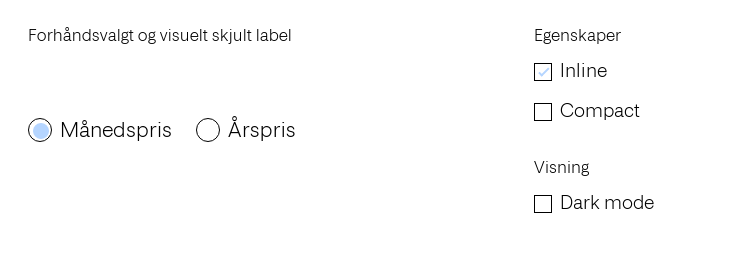 Forhåndsvalgt og visuelt skjult label
Månedspris
Årspris
Egenskaper
Inline
Compact
Visning
Dark mode